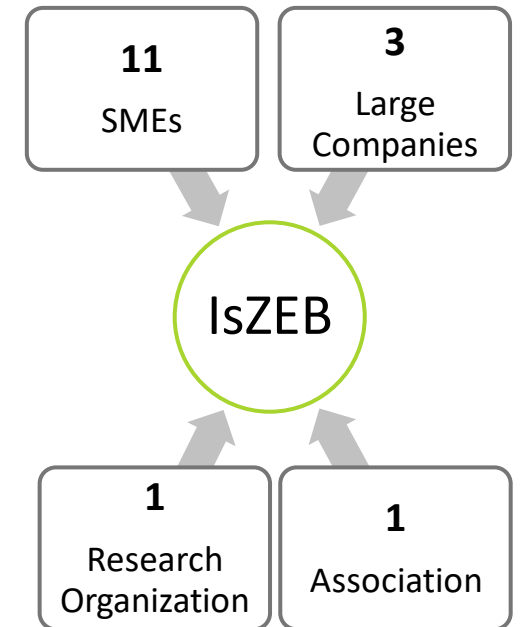 11
SMEs
3
Large
Companies
IsZEB
1
Research
Organization
1
Association